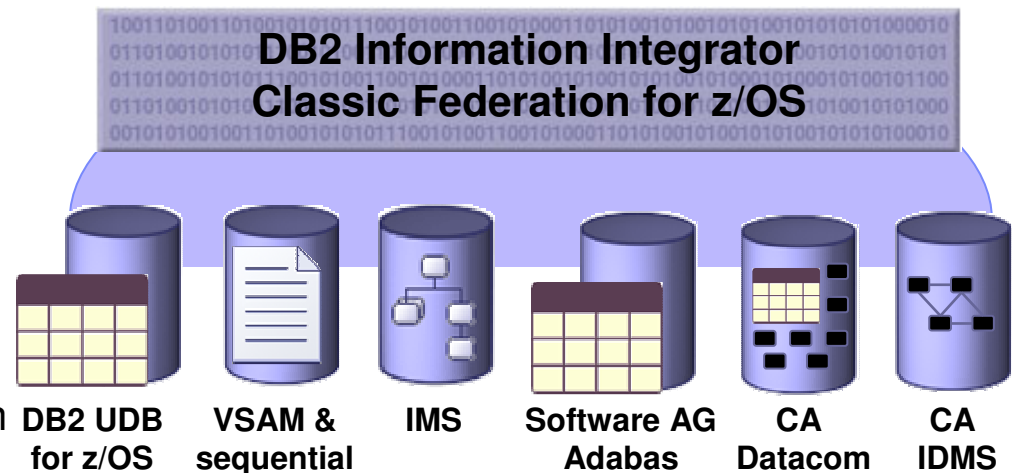 DB2 Information Integrator
Classic Federation for z/OS
n DB2 UDB for z/OS
VSAM & sequential
IMS
Software AG Adabas
CA Datacom
CA IDMS